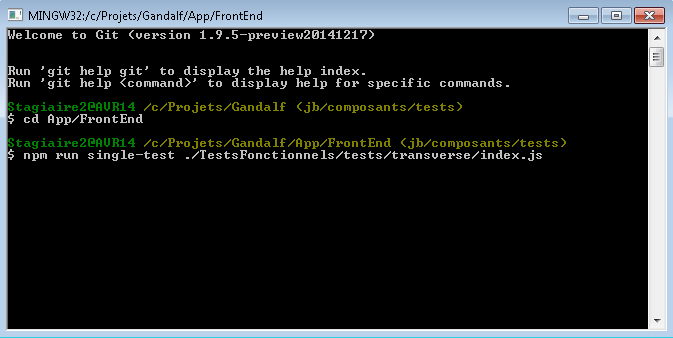 MINGW32:/c/Projets/Gandalf/App/FrontEnd
Welcome to Git (version 1.9.5-preview20141217)
Run 'git help git' to display the help index.
Run 'git help <command>' to display help for specific commands.
Stagiaire2@AVR14 /c/Projets/Gandalf (jb/composants/tests)
$ cd App/FrontEnd
Stagiaire2@AVR14 /c/Projets/Gandalf/App/FrontEnd (jb/composants/tests)
$ npm run single-test ./TestsFonctionnels/tests/transverse/index.js